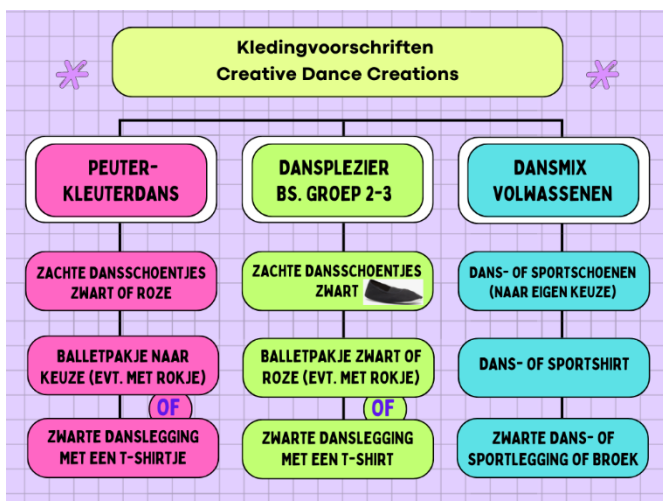 Kledingvoorschriften
Creative Dance Creations
PEUTER-
KLEUTERDANS
ZACHTE DANSSCHOENTJES
ZWART OF ROZE
BALLETPAKJE NAAR
KEUZE (EVT. MET ROKJE)
OF
ZWARTE DANSLEGGING
MET EEN T-SHIRTJE
DANSPLEZIER
BS. GROEP 2-3
ZACHTE DANSSCHOENTJES
ZWART
BALLETPAKJE ZWART OF
ROZE (EVT. MET ROKJE)
OF
ZWARTE DANSLEGGING
MET EEN T-SHIRT
DANSMIX
VOLWASSENEN
DANS- OF SPORTSCHOENEN
(NAAR EIGEN KEUZE)
DANS- OF SPORTSHIRT
ZWARTE DANS- OF
SPORTLEGGING OF BROEK